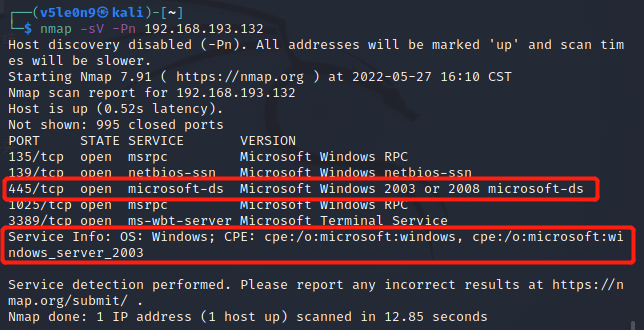 ┌──(v5le0n9㉿kali)-[~]
└─$ nmap -sV -Pn 192.168.193.132
Host discovery disabled (-Pn). All addresses will be marked 'up' and scan tim
es will be slower.
Starting Nmap 7.91 ( https://nmap.org ) at 2022-05-27 16:10 CST
Nmap scan report for 192.168.193.132
Host is up (0.52s latency).
Not shown: 995 closed ports
PORT     STATE SERVICE       VERSION
135/tcp  open  msrpc         Microsoft Windows RPC
139/tcp  open  netbios-ssn   Microsoft Windows netbios-ssn
445/tcp  open  microsoft-ds  Microsoft Windows 2003 or 2008 microsoft-ds
1025/tcp open  msrpc         Microsoft Windows RPC
3389/tcp open  ms-wbt-server Microsoft Terminal Service
Service Info: OS: Windows; CPE: cpe:/o:microsoft:windows, cpe:/o:microsoft:wi
ndows_server_2003
Service detection performed. Please report any incorrect results at https://n
map.org/submit/ .
Nmap done: 1 IP address (1 host up) scanned in 12.85 seconds